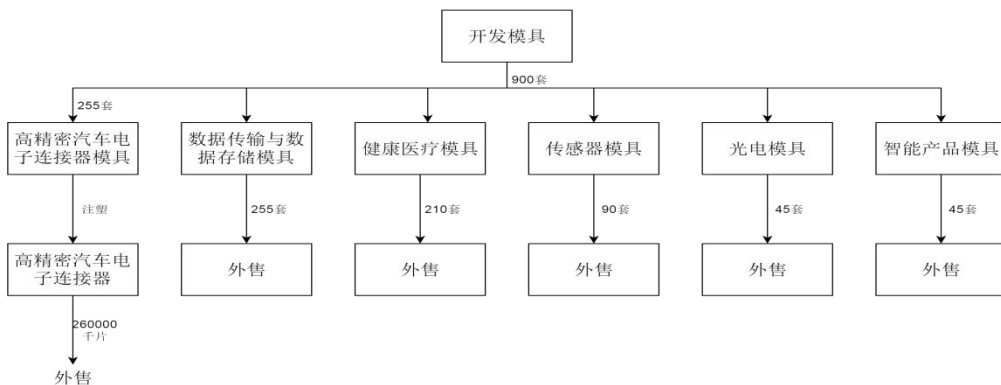 开发模具
900套
255套
高精密汽车电
子连接器模具
数据传输与数
据存储模具
健康医疗模具
传感器模具
光电模具
智能产品模具
注塑
255套
210套
90套
45套
45套
高精密汽车电
子连接器
外售
外售
外售
外售
外售
260000
千片
外售